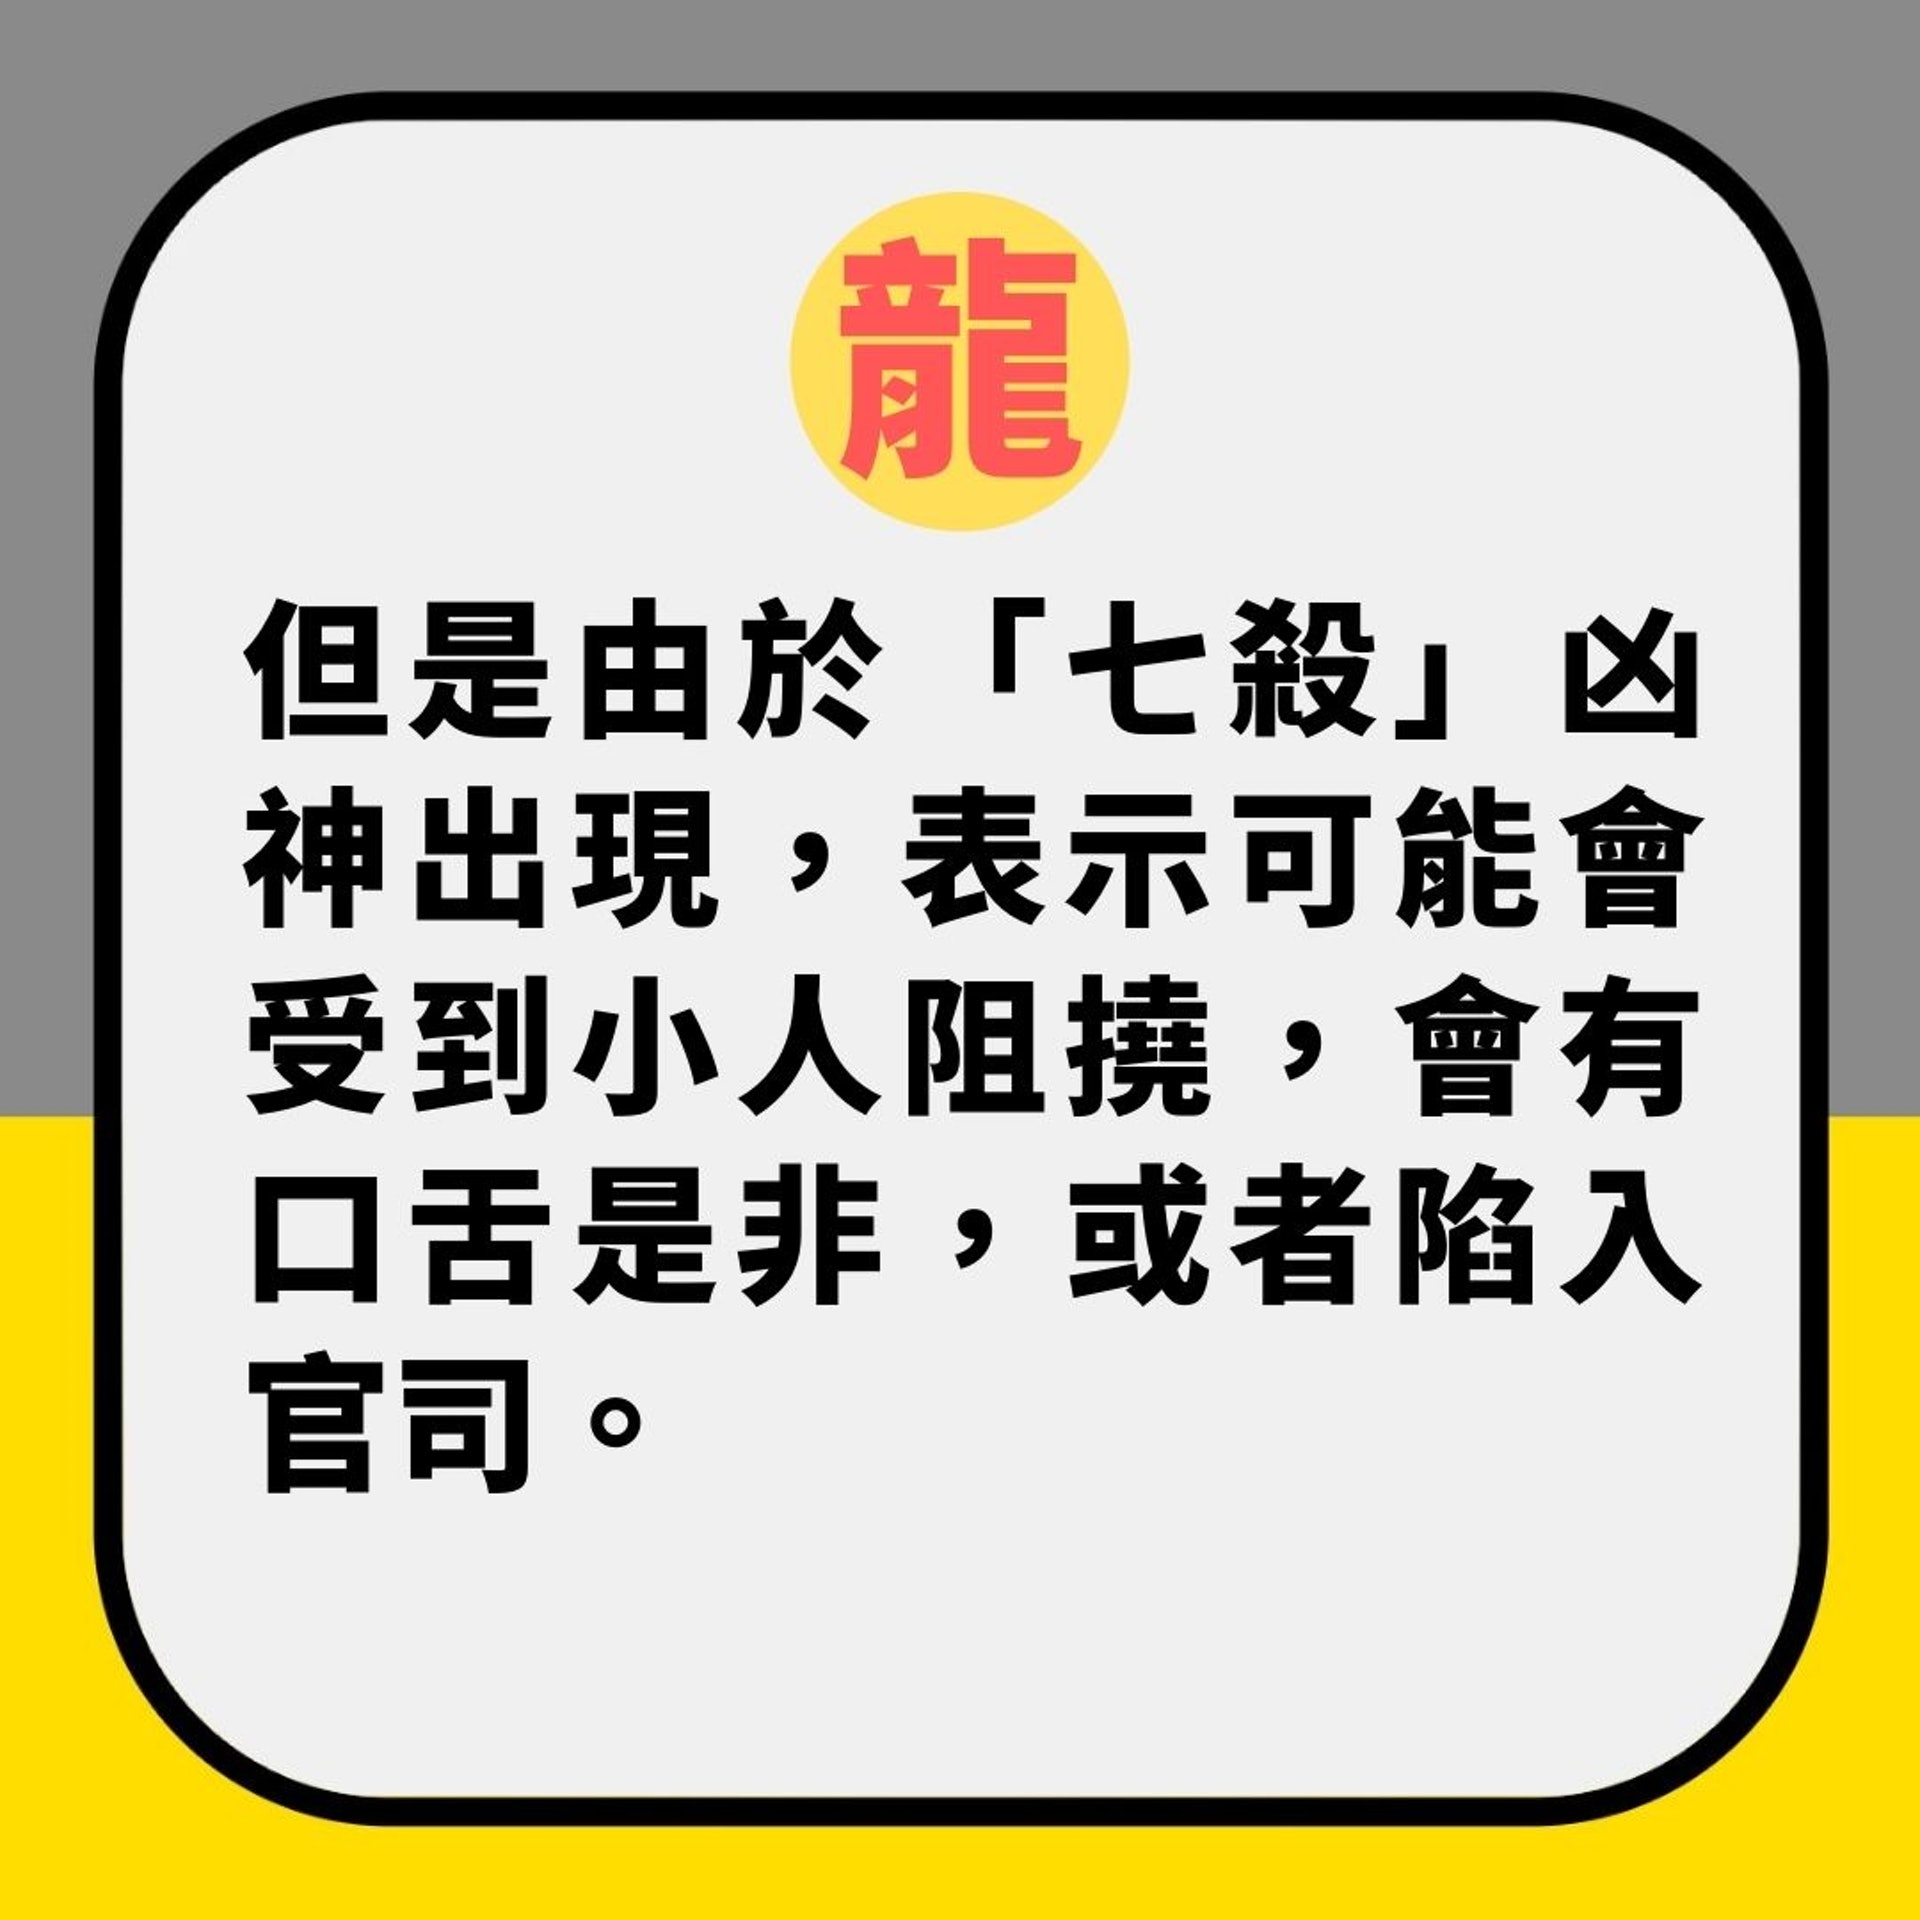 龍
但是由於「七殺」凶
神出現，表示可能會
受到小人阻撓，會有
口舌是非，或者陷入
官司。